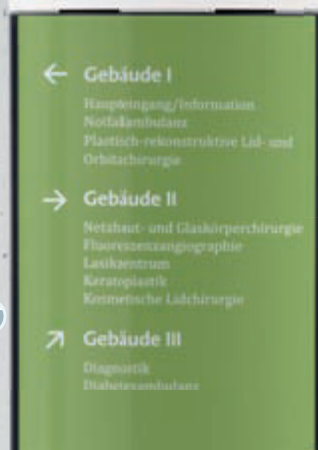 ← Gebäude I
Haupteingang/Information
Notfallambulanz
Plastisch-rekonstruktive Lid- und
Orbitachirurgie
→ Gebäude II
Netzhaut- und Glaskörperchirurgie
Fluoreszenzangiographie
Lasikzentrum
Keratoplastik
Kosmetische Lidchirurgie
↗ Gebäude III
Diagnostik
Diabetesambulanz